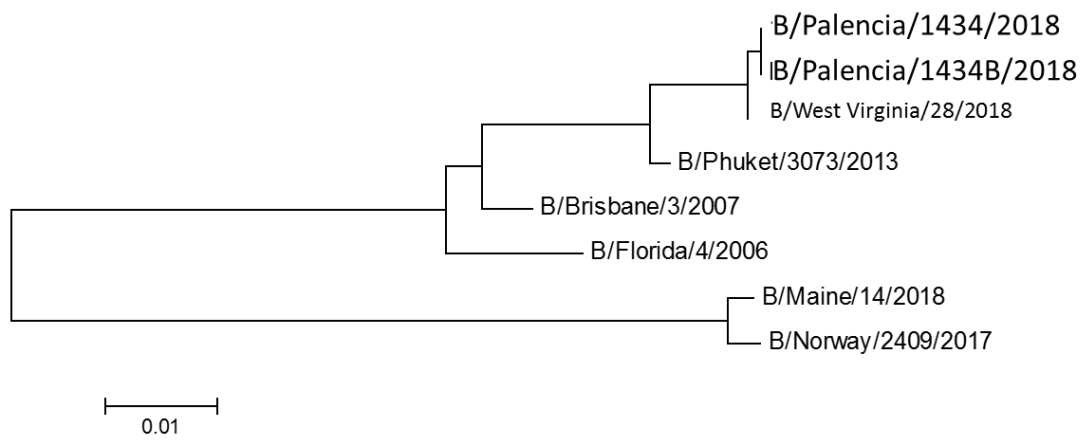 B/Palencia/1434/2018
B/Palencia/1434B/2018
B/West Virginia/28/2018
B/Phuket/3073/2013
B/Brisbane/3/2007
B/Florida/4/2006
B/Maine/14/2018
B/Norway/2409/2017
0.01